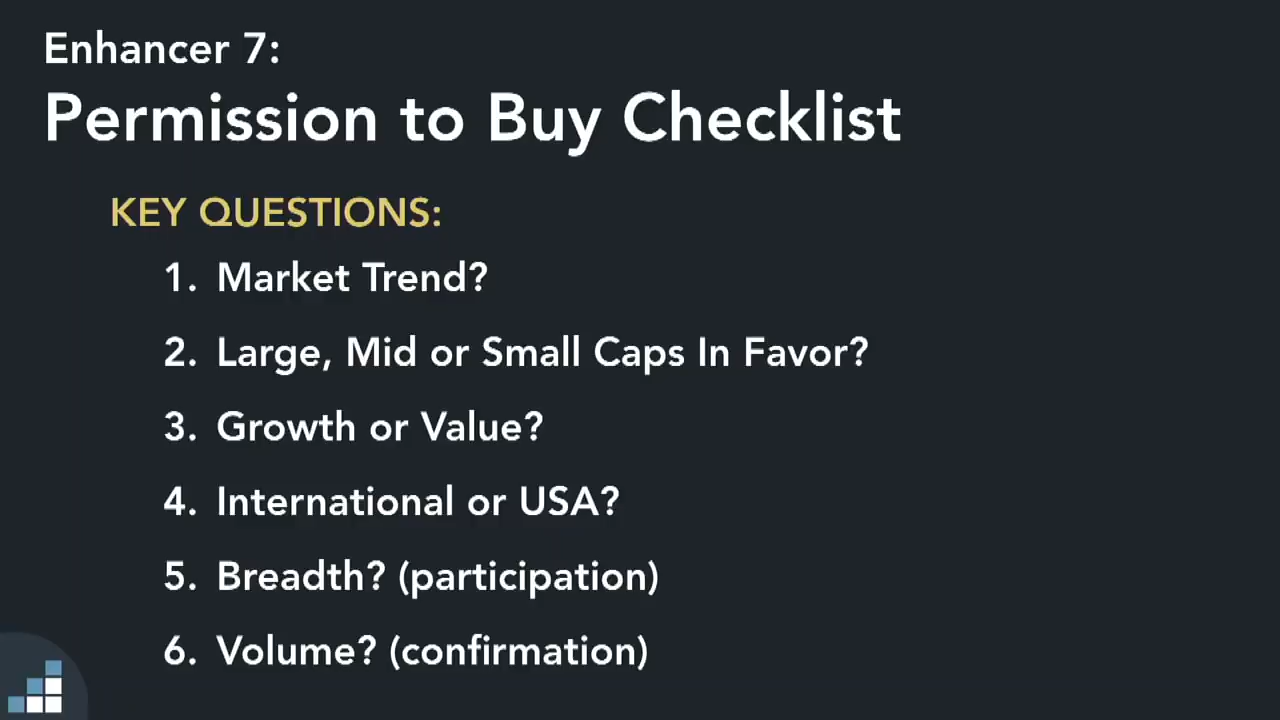 Enhancer 7:
Permission to Buy Checklist
KEY QUESTIONS:
1. Market Trend?
2. Large, Mid or Small Caps In Favor?
3. Growth or Value?
4. International or USA?
5. Breadth? (participation)
6. Volume? (confirmation)